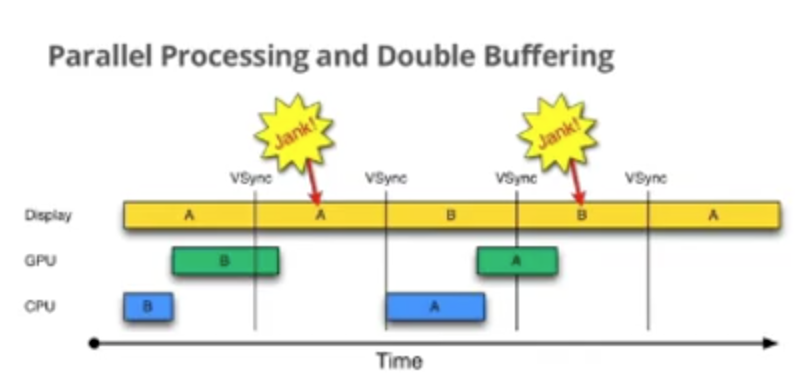 Parallel Processing and Double Buffering
Jank! Jank!
VSync VSync VSync VSync
Display A A B B A
GPU B A
CPU B A
Time